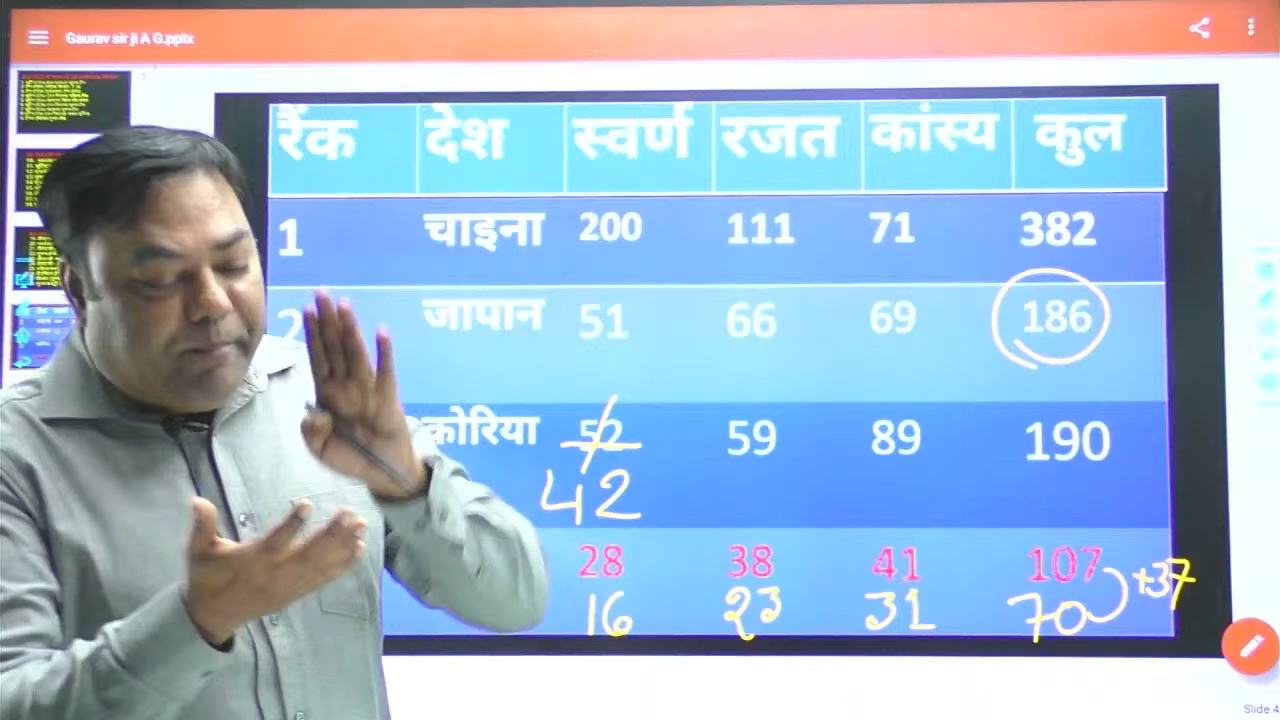 Gaurav sir ji A G.pptx
रैंक देश स्वर्ण रजत कांस्य कुल
1 चाइना 200 111 71 382
2 जापान 51 66 69 186
कोरिया 52 59 89 190
42
28 38 41 107 +37
16 23 31 70
Slide 4